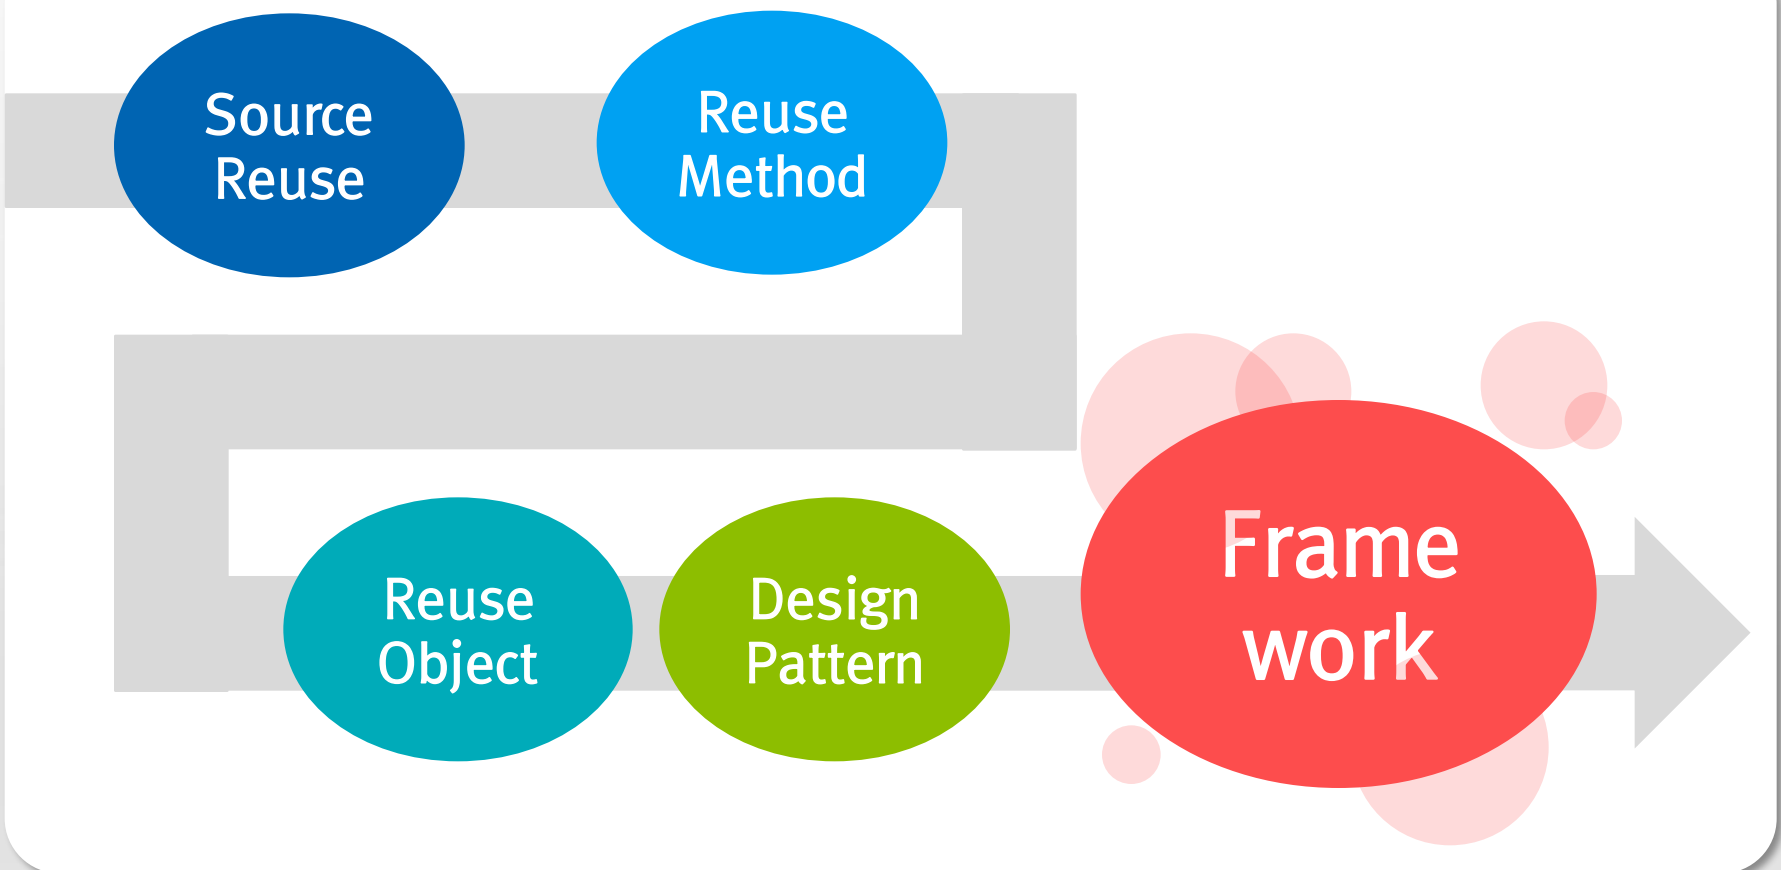 Source
Reuse
Reuse
Method
Reuse
Object
Design
Pattern
Frame
work